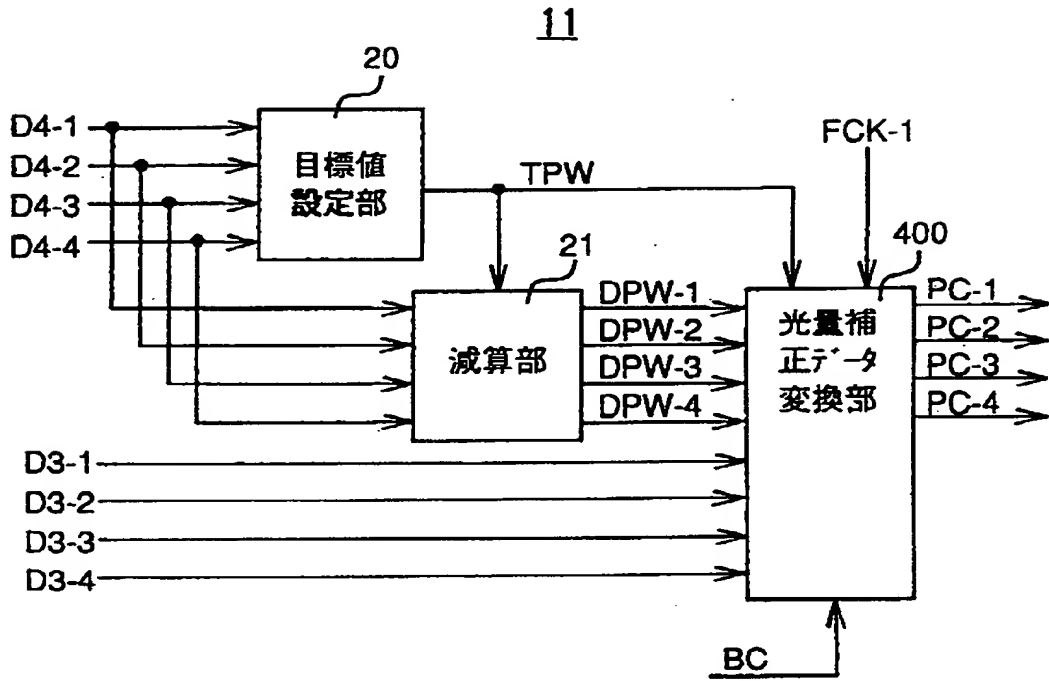 11
20
D4-1
D4-2
D4-3
D4-4
目標値
設定部
TPW
FCK-1
21
400
減算部
DPW-1
DPW-2
DPW-3
DPW-4
光量補
正データ
変換部
PC-1
PC-2
PC-3
PC-4
D3-1
D3-2
D3-3
D3-4
BC